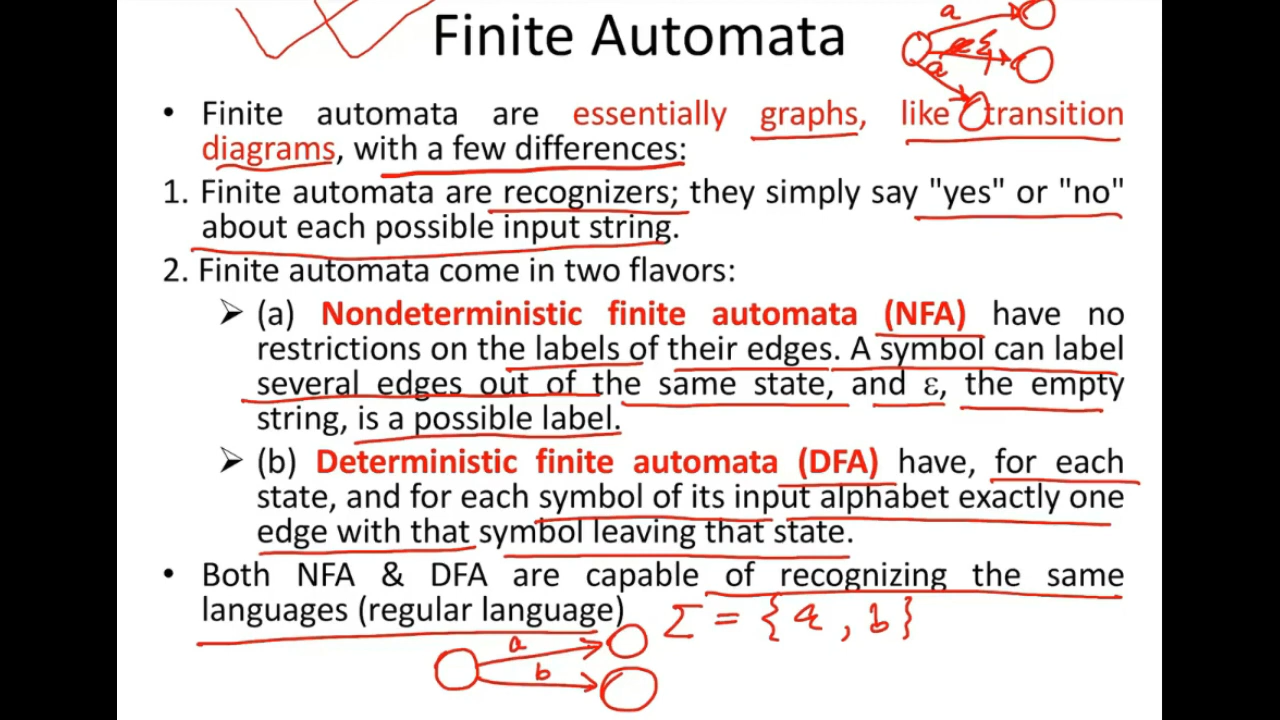 Finite Automata
a
ε
a
• Finite automata are essentially graphs, like transition
diagrams, with a few differences:
1. Finite automata are recognizers; they simply say "yes" or "no"
about each possible input string.
2. Finite automata come in two flavors:
➢ (a) Nondeterministic finite automata (NFA) have no
restrictions on the labels of their edges. A symbol can label
several edges out of the same state, and ε, the empty
string, is a possible label.
➢ (b) Deterministic finite automata (DFA) have, for each
state, and for each symbol of its input alphabet exactly one
edge with that symbol leaving that state.
• Both NFA & DFA are capable of recognizing the same
languages (regular language)
Σ = {a, b}
a
b